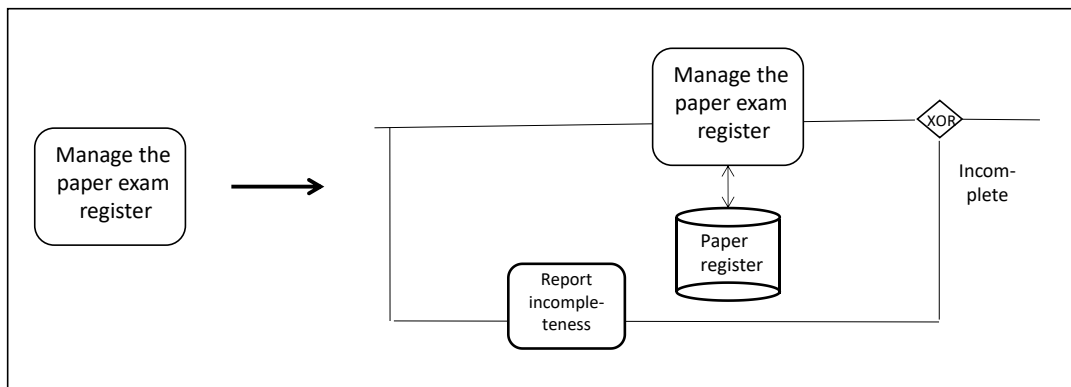 Manage the
paper exam
register
Manage the
paper exam
register
XOR
Incom-
plete
Paper
register
Report
incomple-
teness